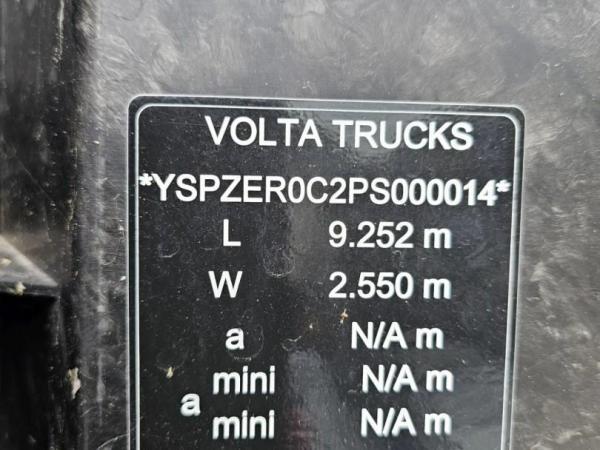 VOLTA TRUCKS
*YSPZER0C2PS000014*
L 9.252 m
W 2.550 m
a N/A m
mini N/A m
a
mini N/A m